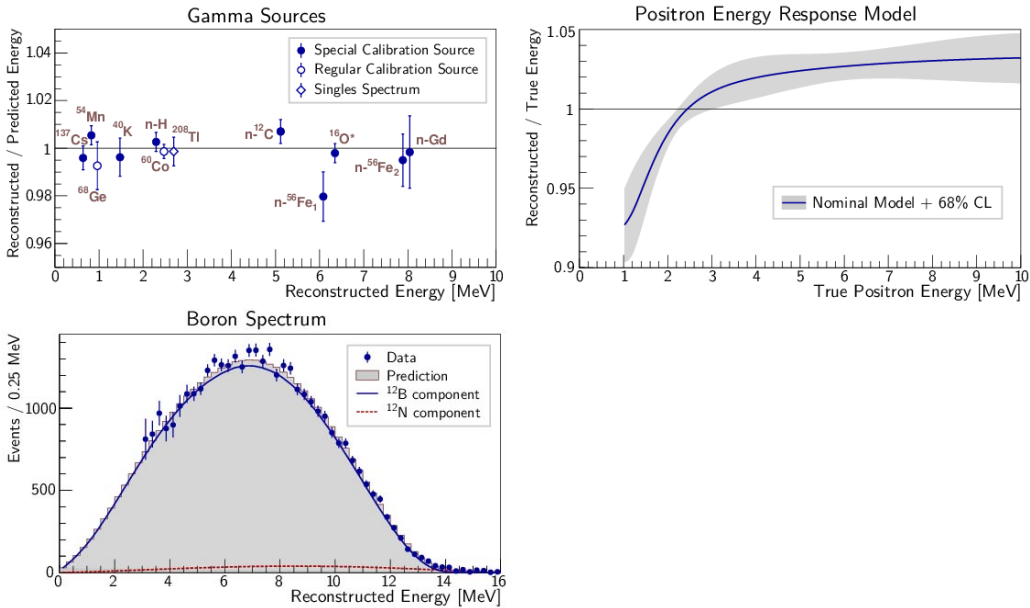 Gamma Sources
Reconstructed / Predicted Energy
1.04
1.02
1
0.98
0.96
Special Calibration Source
Regular Calibration Source
Singles Spectrum
¹³⁷Cs
⁵⁴Mn
⁶⁸Ge
⁴⁰K
n-H
⁶⁰Co
²⁰⁸Tl
n-¹²C
n-⁵⁶Fe₁
¹⁶O*
n-⁵⁶Fe₂
n-Gd
0 1 2 3 4 5 6 7 8 9 10
Reconstructed Energy [MeV]
Positron Energy Response Model
Reconstructed / True Energy
1.05
1
0.95
0.9
Nominal Model + 68% CL
0 1 2 3 4 5 6 7 8 9 10
True Positron Energy [MeV]
Boron Spectrum
Events / 0.25 MeV
1000
500
0
Data
Prediction
¹²B component
¹²N component
0 2 4 6 8 10 12 14 16
Reconstructed Energy [MeV]